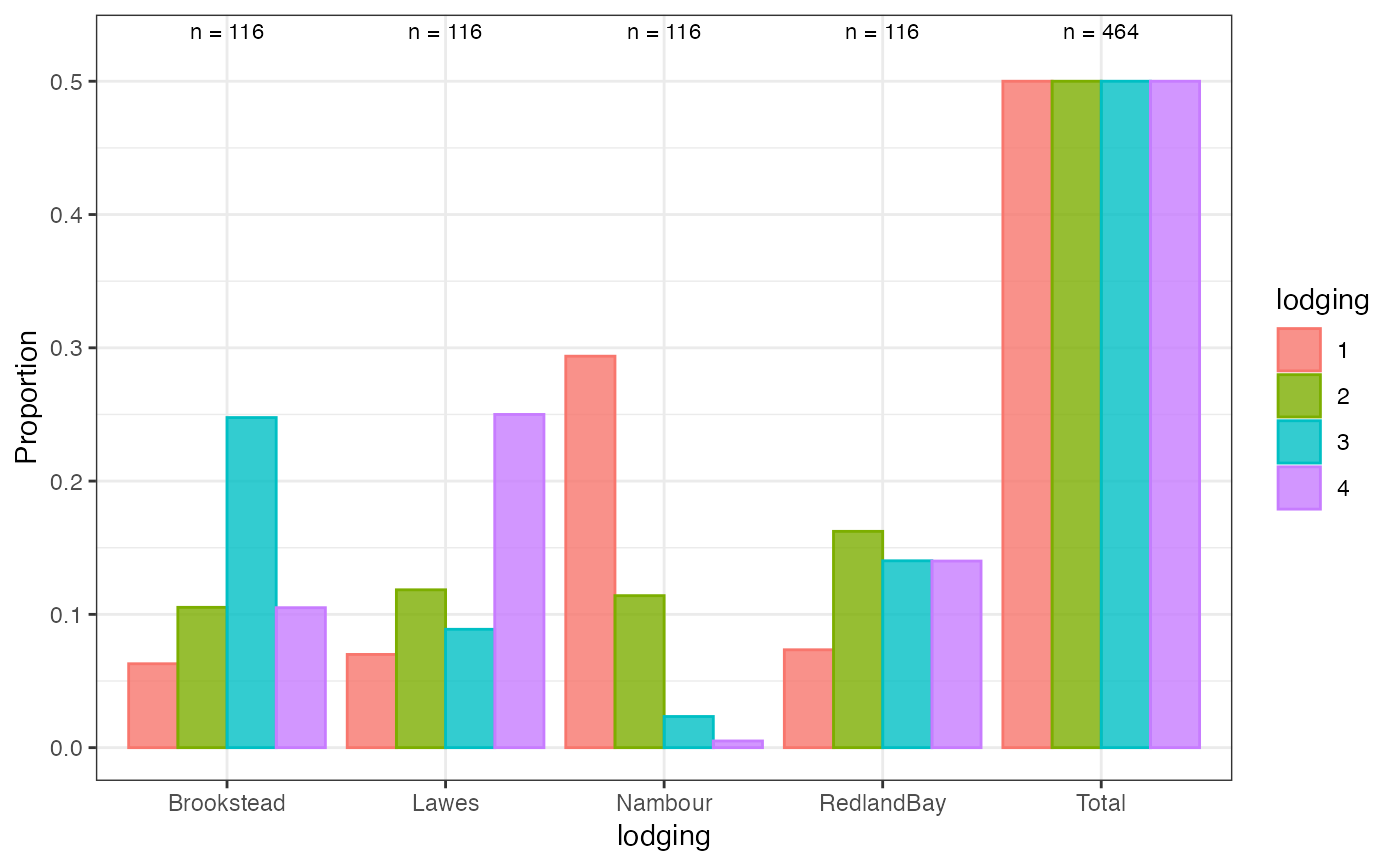 n = 116 n = 116 n = 116 n = 116 n = 464
0.5
0.4
0.3
0.2
0.1
0.0
Proportion
Brookstead Lawes Nambour RedlandBay Total
lodging
lodging
1
2
3
4